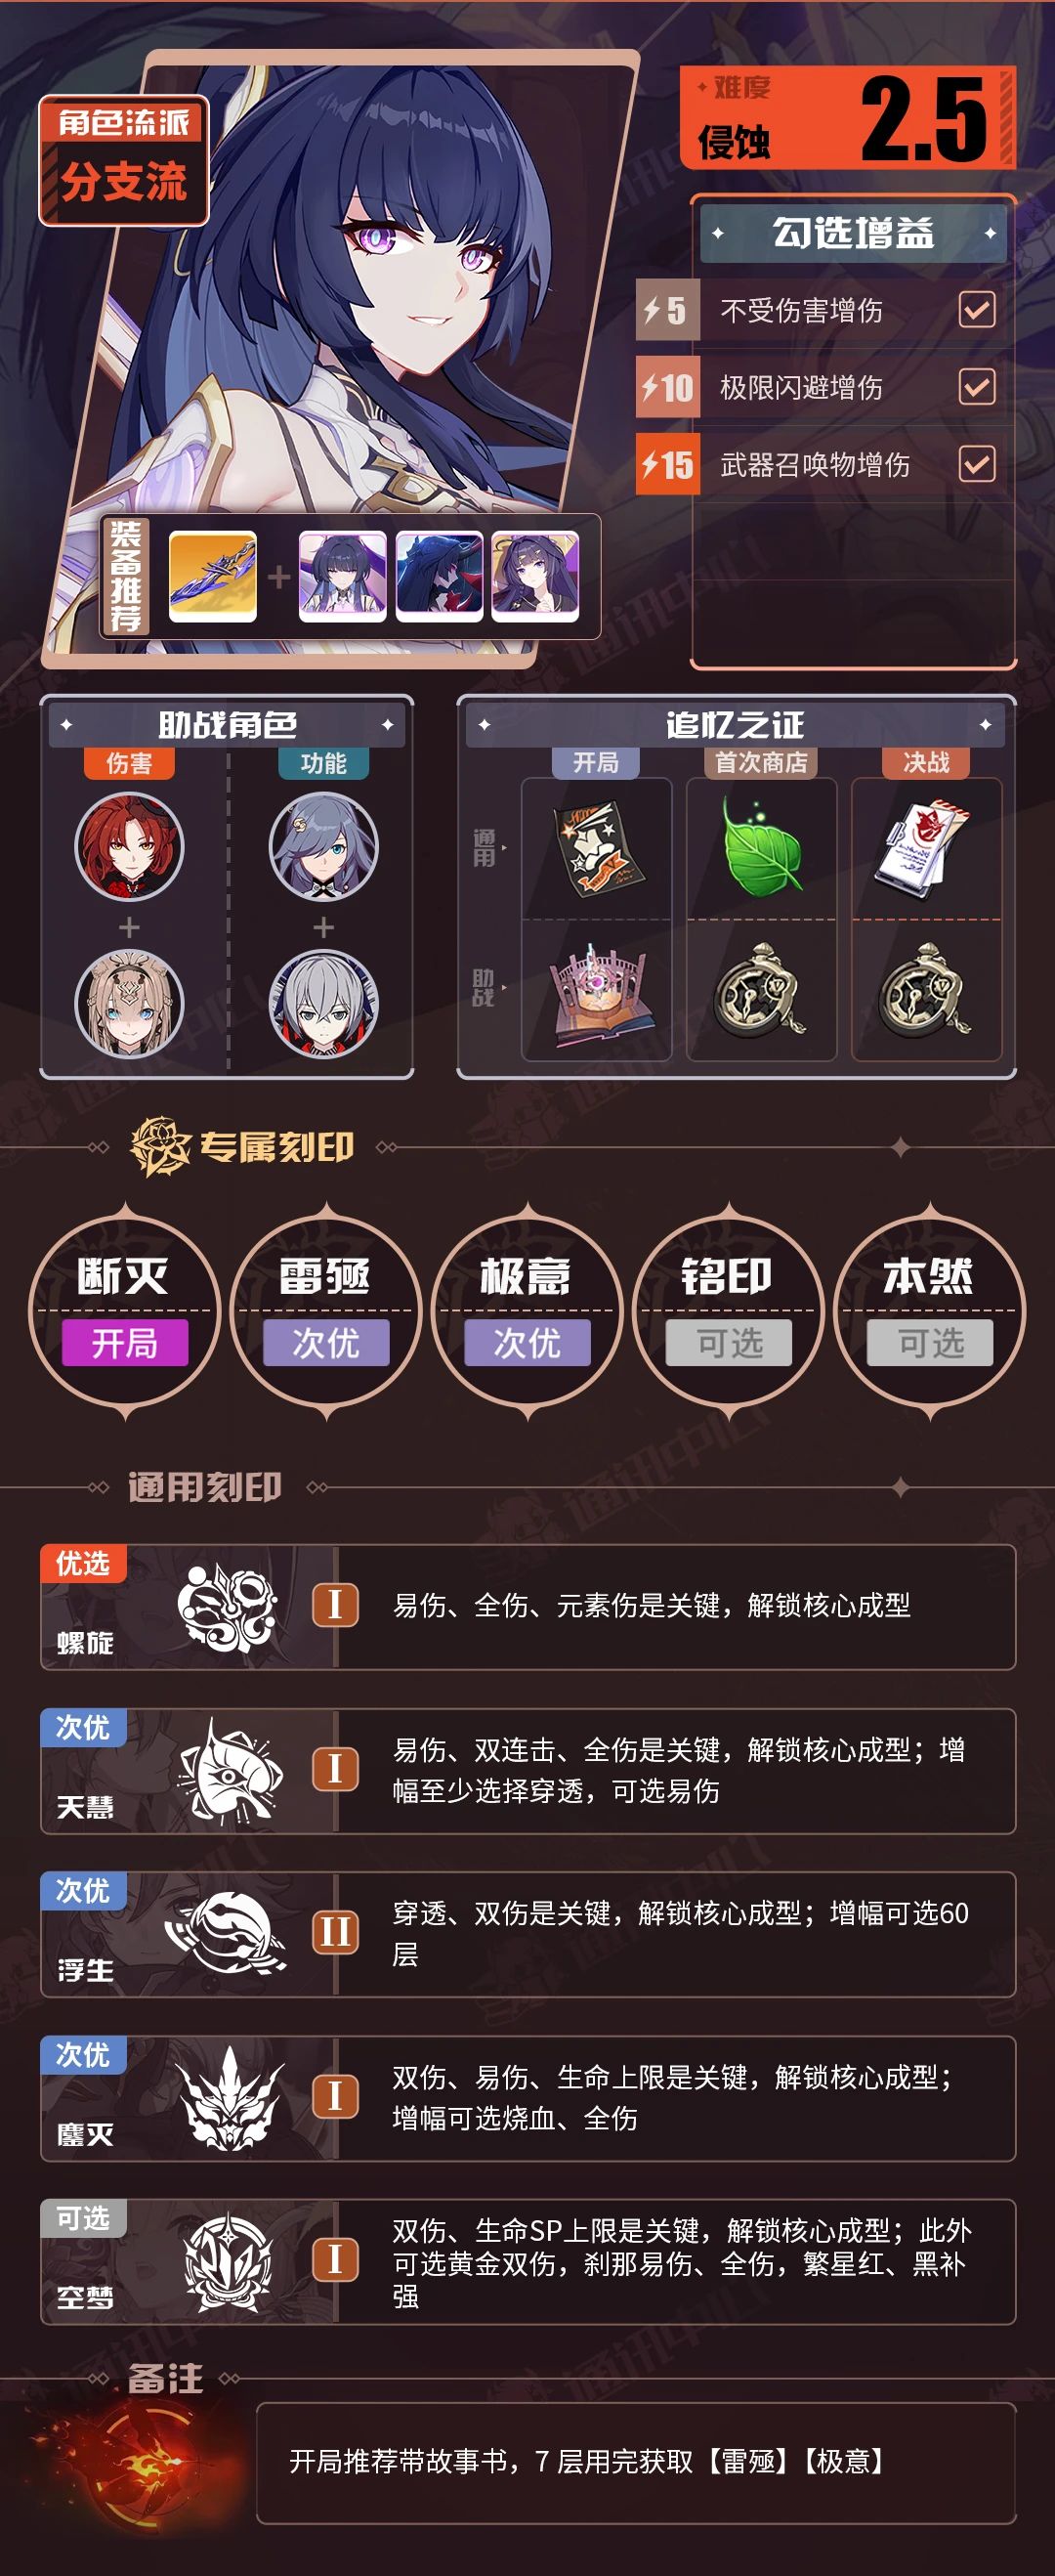 角色流派
分支流
难度
侵蚀
2.5
勾选增益
5 不受伤害增伤
10 极限闪避增伤
15 武器召唤物增伤
装备推荐
助战角色
伤害 功能
追忆之证
开局 首次商店 决战
通用
助战
专属刻印
断灭 雷殛 极意 铭印 本然
开局 次优 次优 可选 可选
通用刻印
优选
螺旋
I
易伤、全伤、元素伤是关键，解锁核心成型
次优
天慧
I
易伤、双连击、全伤是关键，解锁核心成型；增
幅至少选择穿透，可选易伤
次优
浮生
II
穿透、双伤是关键，解锁核心成型；增幅可选60
层
次优
鏖灭
I
双伤、易伤、生命上限是关键，解锁核心成型；
增幅可选烧血、全伤
可选
空梦
I
双伤、生命SP上限是关键，解锁核心成型；此外
可选黄金双伤，刹那易伤、全伤，繁星红、黑补
强
备注
开局推荐带故事书，7 层用完获取【雷殛】【极意】